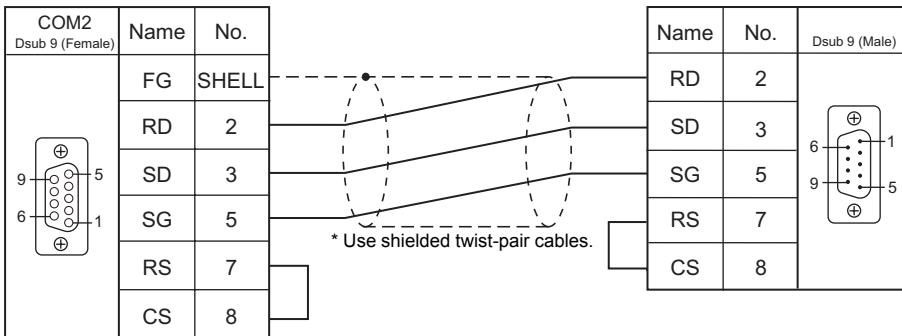 COM2
Dsub 9 (Female)
Name No.
FG SHELL
RD 2
SD 3
SG 5
RS 7
CS 8
9
5
6
1
* Use shielded twist-pair cables.
Name No.
Dsub 9 (Male)
RD 2
SD 3
SG 5
RS 7
CS 8
6
1
9
5